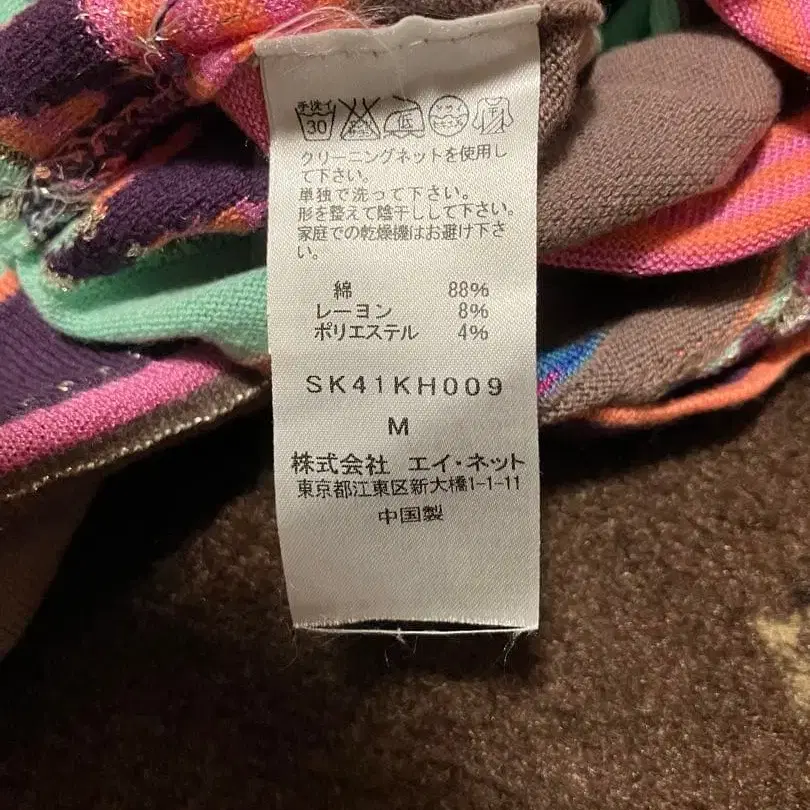 手洗イ
30
低
クリーニングネットを使用し
て下さい。
単独で洗って下さい。
形を整えて陰干しして下さい。
家庭での乾燥機はお避け下さ
い。
綿 88%
レーヨン 8%
ポリエステル 4%
SK41KH009
M
株式会社 エイ・ネット
東京都江東区新大橋1-1-11
中国製